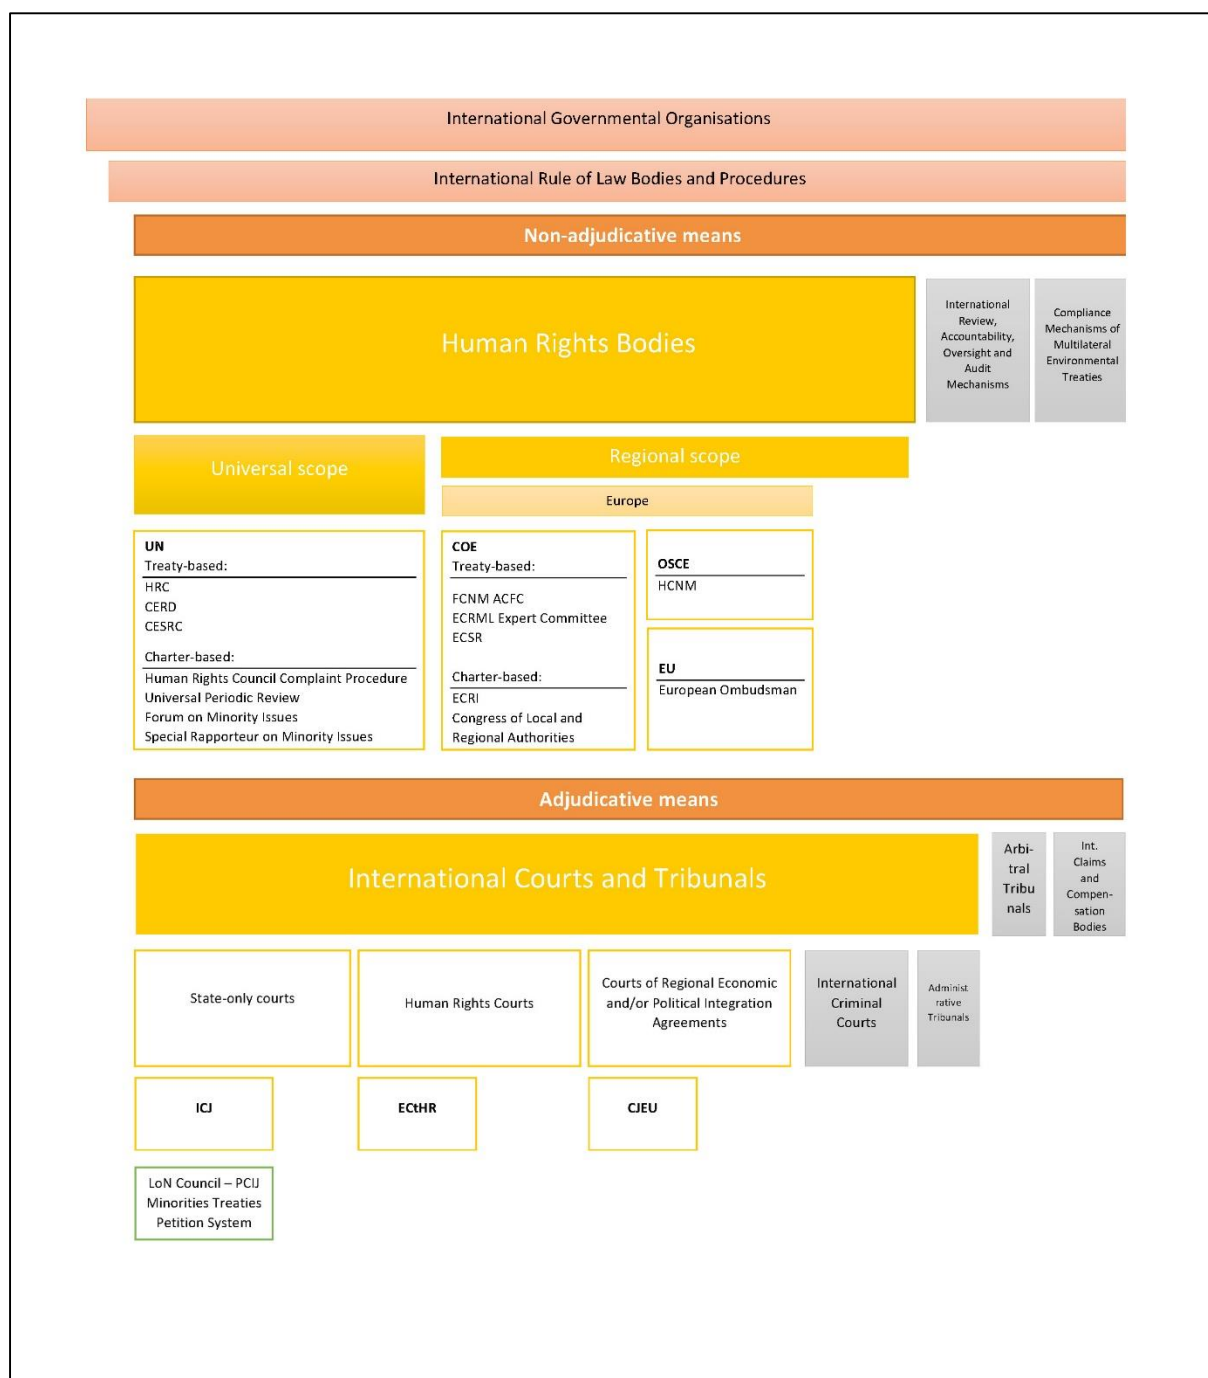 International Governmental Organisations
International Rule of Law Bodies and Procedures
Non-adjudicative means
Human Rights Bodies
International
Review,
Accountability,
Oversight and
Audit
Mechanisms
Compliance
Mechanisms of
Multilateral
Environmental
Treaties
Universal scope
Regional scope
Europe
UN
Treaty-based:
HRC
CERD
CESRC
Charter-based:
Human Rights Council Complaint Procedure
Universal Periodic Review
Forum on Minority Issues
Special Rapporteur on Minority Issues
COE
Treaty-based:
FCNM ACFC
ECRML Expert Committee
ECSR
Charter-based:
ECRI
Congress of Local and
Regional Authorities
OSCE
HCNM
EU
European Ombudsman
Adjudicative means
International Courts and Tribunals
Arbi-
tral
Tribu
nals
Int.
Claims
and
Compen-
sation
Bodies
State-only courts
Human Rights Courts
Courts of Regional Economic
and/or Political Integration
Agreements
International
Criminal
Courts
Administ
rative
Tribunals
ICJ
ECtHR
CJEU
LoN Council – PCIJ
Minorities Treaties
Petition System